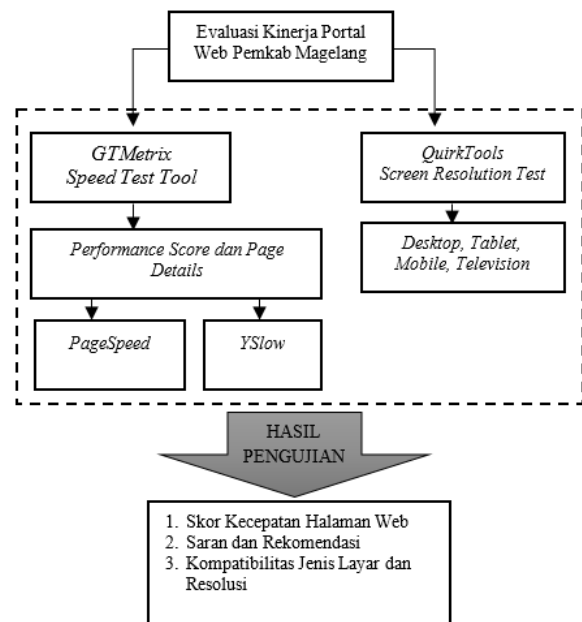 Evaluasi Kinerja Portal
Web Pemkab Magelang
GTMetrix
Speed Test Tool
QuirkTools
Screen Resolution Test
Performance Score dan Page
Details
Desktop, Tablet,
Mobile, Television
PageSpeed
YSlow
HASIL
PENGUJIAN
1. Skor Kecepatan Halaman Web
2. Saran dan Rekomendasi
3. Kompatibilitas Jenis Layar dan
Resolusi